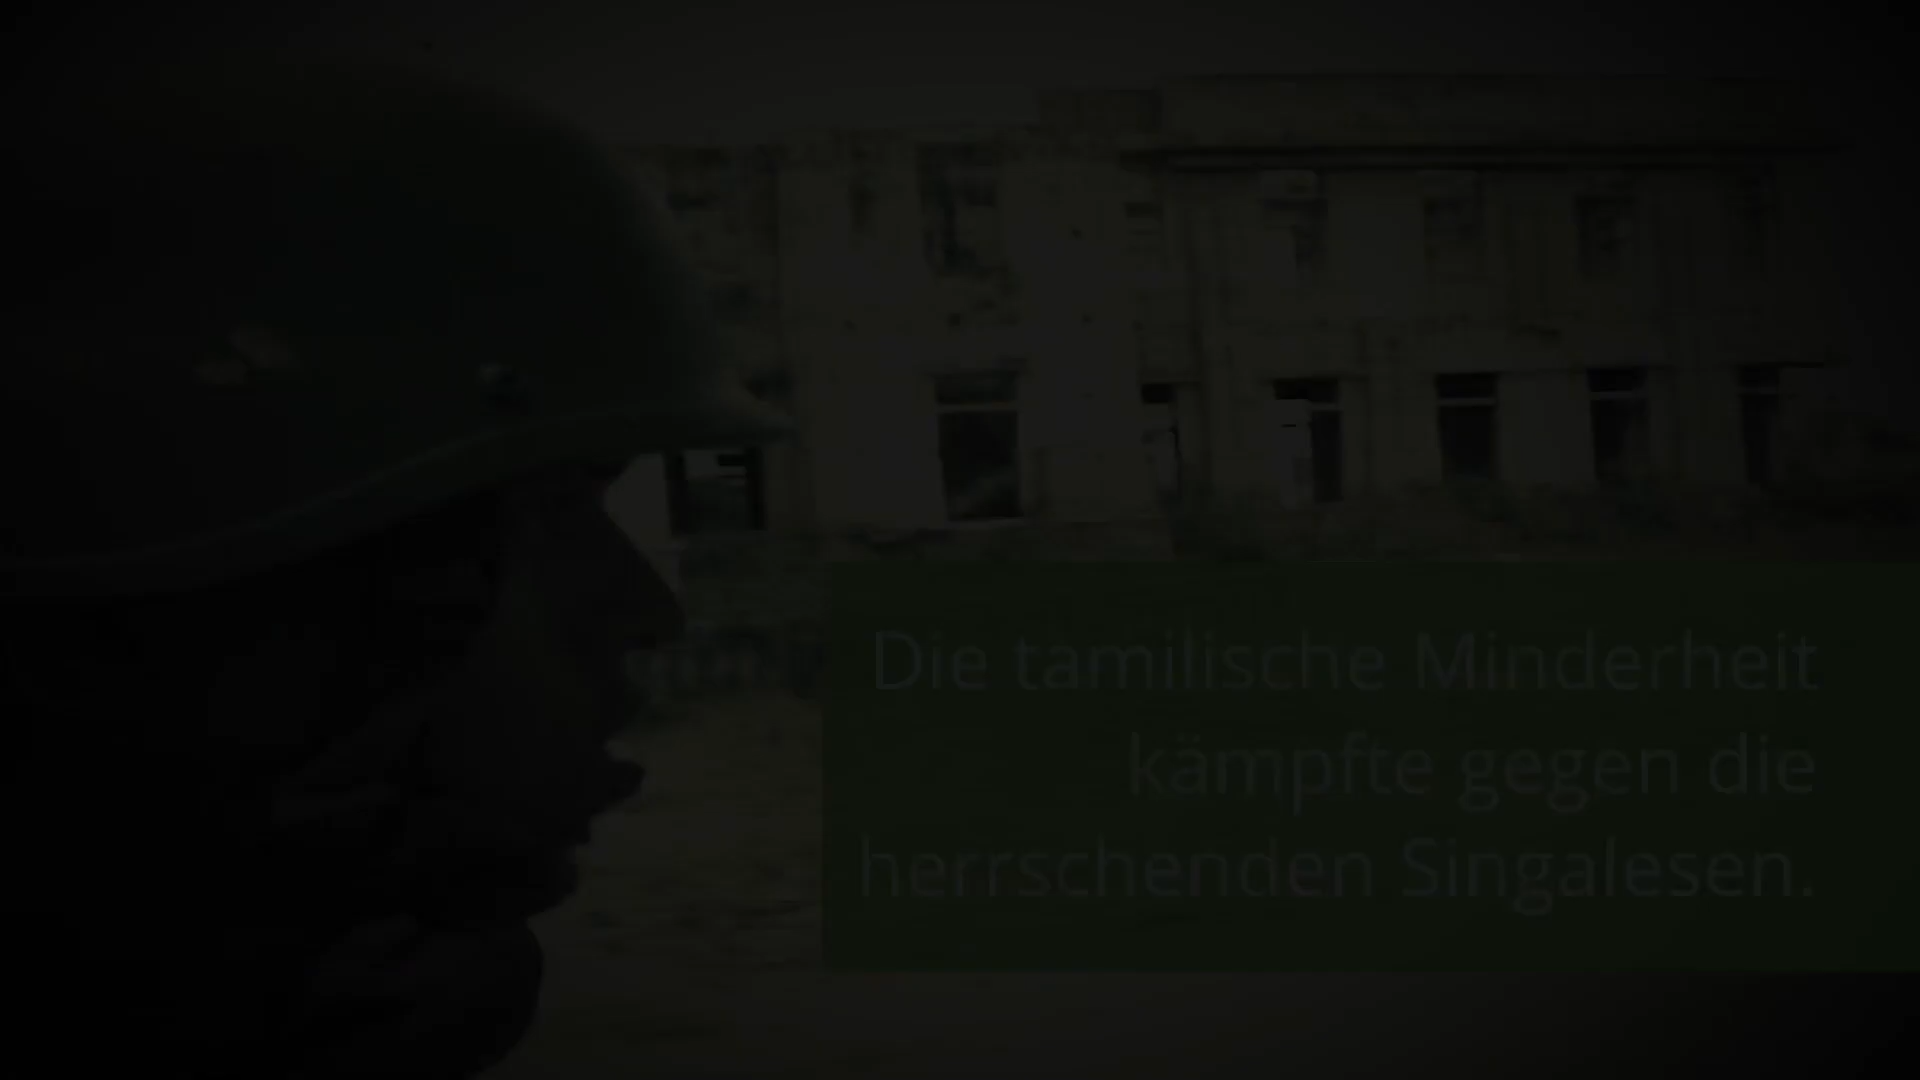 Die tamilische Minderheit
kämpfte gegen die
herrschenden Singalesen.